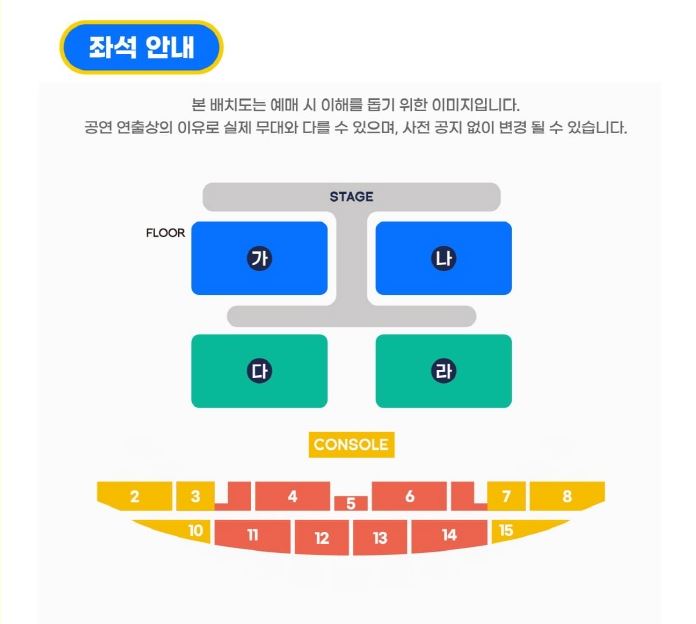 좌석 안내
본 배치도는 예매 시 이해를 돕기 위한 이미지입니다.
공연 연출상의 이유로 실제 무대와 다를 수 있으며, 사전 공지 없이 변경 될 수 있습니다.
STAGE
FLOOR
가 나
다 라
CONSOLE
2 3 4 5 6 7 8
10 11 12 13 14 15